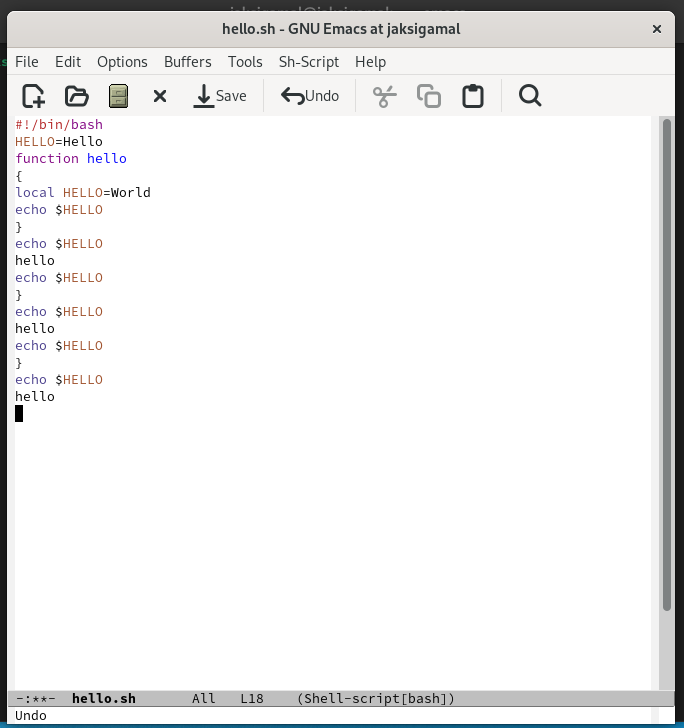 hello.sh - GNU Emacs at jaksigamal
File Edit Options Buffers Tools Sh-Script Help
Save Undo
#!/bin/bash
HELLO=Hello
function hello
{
local HELLO=World
echo $HELLO
}
echo $HELLO
hello
echo $HELLO
}
echo $HELLO
hello
echo $HELLO
}
echo $HELLO
hello
-:**- hello.sh All L18 (Shell-script[bash])
Undo